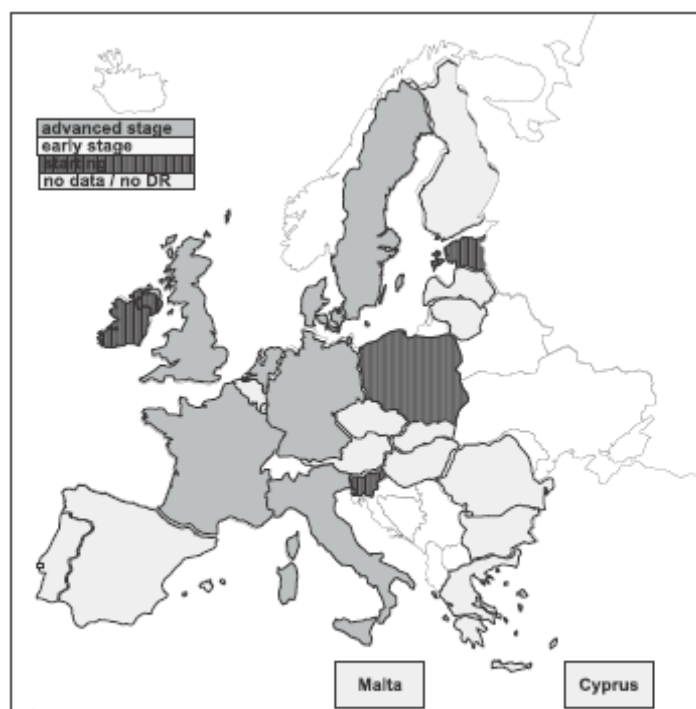 advanced stage
early stage
starting
no data / no DR
Malta
Cyprus